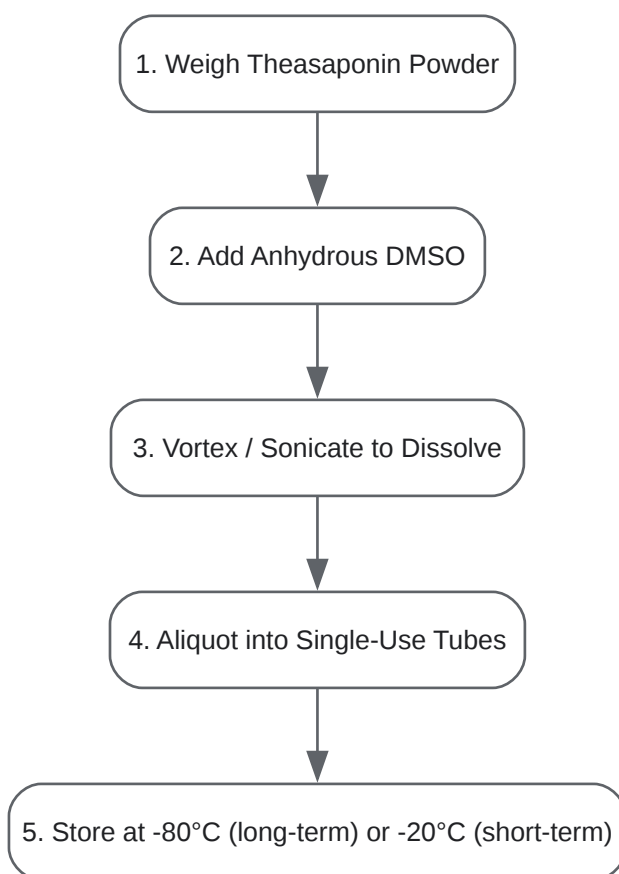 1. Weigh Theasaponin Powder
2. Add Anhydrous DMSO
3. Vortex / Sonicate to Dissolve
4. Aliquot into Single-Use Tubes
5. Store at -80°C (long-term) or -20°C (short-term)